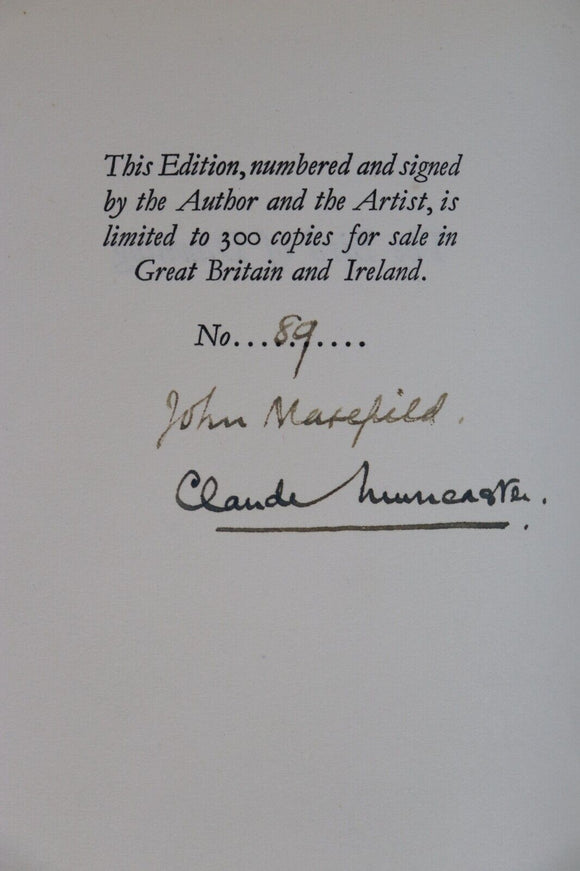 This Edition, numbered and signed
by the Author and the Artist, is
limited to 300 copies for sale in
Great Britain and Ireland.
No....89....
John Masefield.
Claude Muncaster.